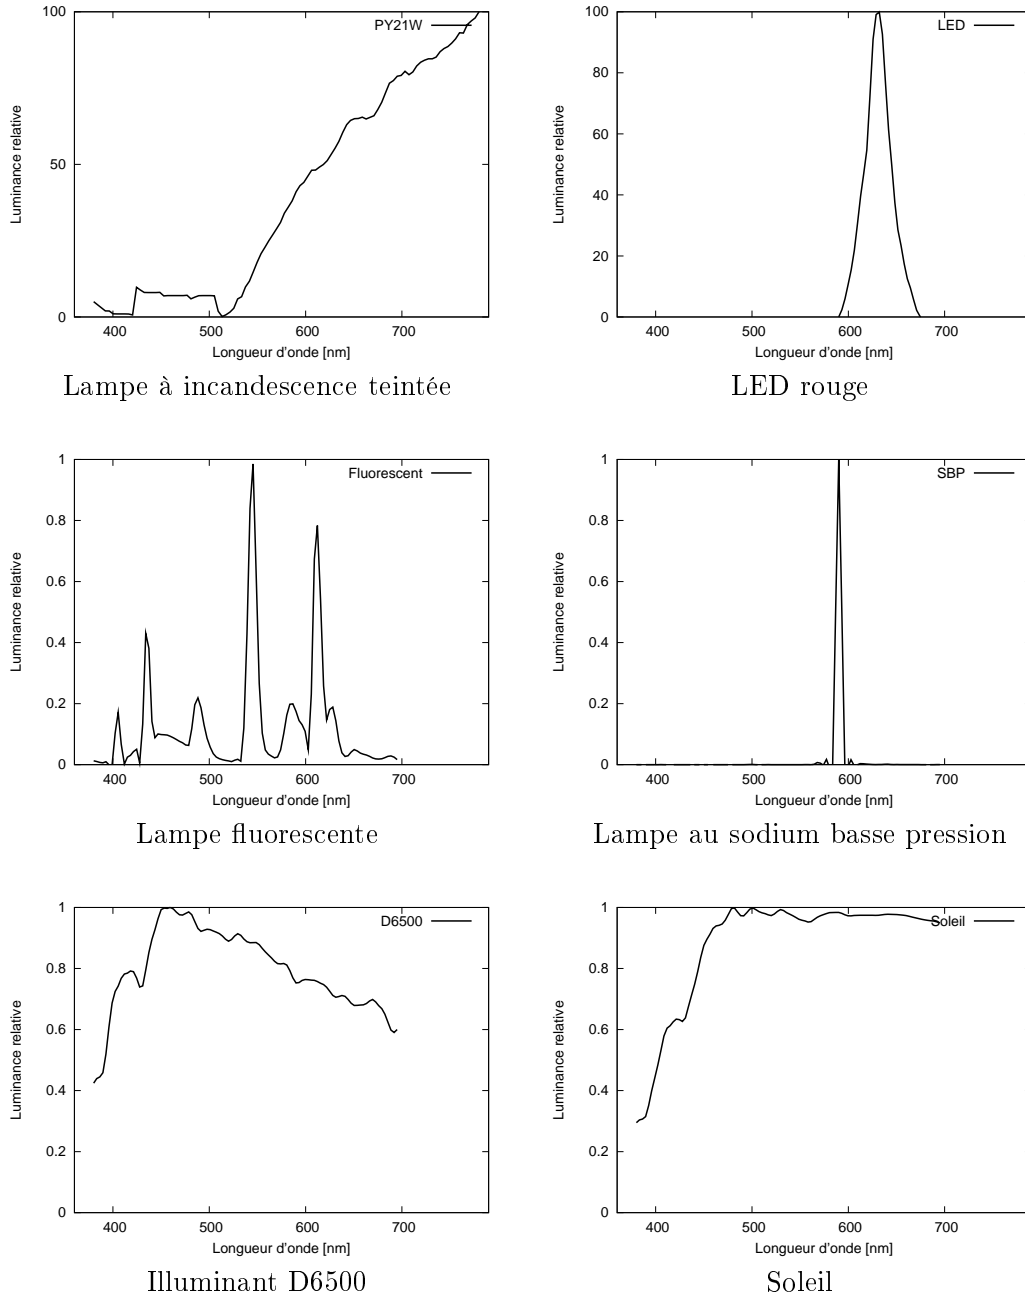 100
50
0
Luminance relative
PY21W
400 500 600 700
Longueur d'onde [nm]
Lampe à incandescence teintée
100
80
60
40
20
0
Luminance relative
LED
400 500 600 700
Longueur d'onde [nm]
LED rouge
1
0.8
0.6
0.4
0.2
0
Luminance relative
Fluorescent
400 500 600 700
Longueur d'onde [nm]
Lampe fluorescente
1
0.8
0.6
0.4
0.2
0
Luminance relative
SBP
400 500 600 700
Longueur d'onde [nm]
Lampe au sodium basse pression
1
0.8
0.6
0.4
0.2
0
Luminance relative
D6500
400 500 600 700
Longueur d'onde [nm]
Illuminant D6500
1
0.8
0.6
0.4
0.2
0
Luminance relative
Soleil
400 500 600 700
Longueur d'onde [nm]
Soleil